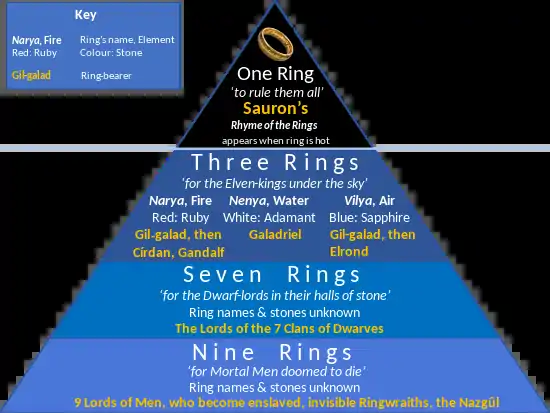 Key
Narya, Fire Ring's name, Element
Red: Ruby Colour: Stone
Gil-galad Ring-bearer
One Ring
‘to rule them all’
Sauron’s
Rhyme of the Rings
appears when ring is hot
Three Rings
‘for the Elven-kings under the sky’
Narya, Fire Nenya, Water Vilya, Air
Red: Ruby White: Adamant Blue: Sapphire
Gil-galad, then Galadriel Gil-galad, then
Círdan, Gandalf Elrond
Seven Rings
‘for the Dwarf-lords in their halls of stone’
Ring names & stones unknown
The Lords of the 7 Clans of Dwarves
Nine Rings
‘for Mortal Men doomed to die’
Ring names & stones unknown
9 Lords of Men, who become enslaved, invisible Ringwraiths, the Nazgûl